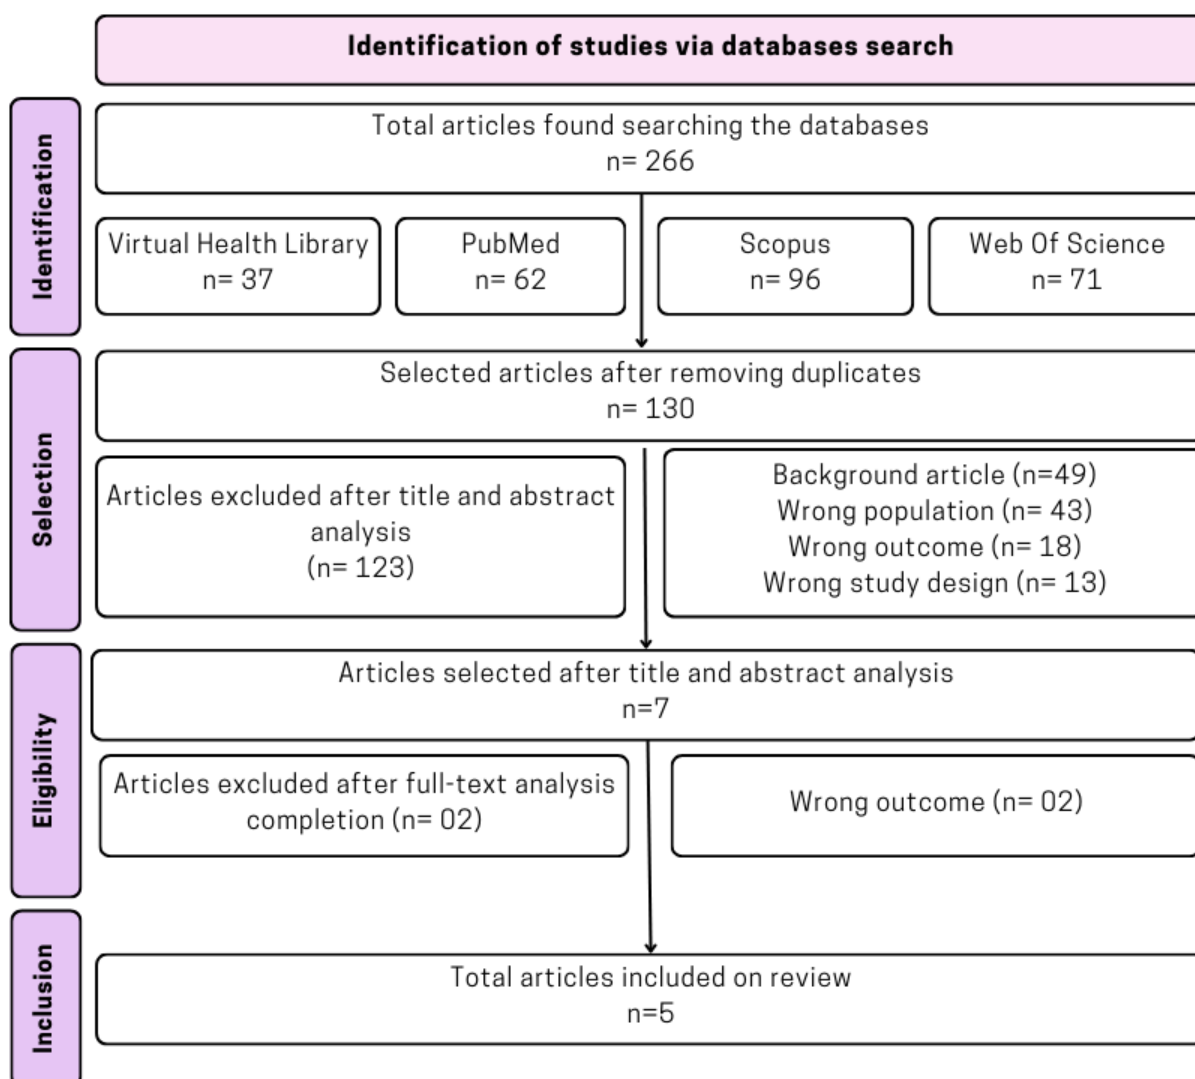 Identification of studies via databases search
Identification
Total articles found searching the databases
n= 266
Virtual Health Library
n= 37
PubMed
n= 62
Scopus
n= 96
Web Of Science
n= 71
Selection
Selected articles after removing duplicates
n= 130
Articles excluded after title and abstract
analysis
(n= 123)
Background article (n=49)
Wrong population (n= 43)
Wrong outcome (n= 18)
Wrong study design (n= 13)
Eligibility
Articles selected after title and abstract analysis
n=7
Articles excluded after full-text analysis
completion (n= 02)
Wrong outcome (n= 02)
Inclusion
Total articles included on review
n=5